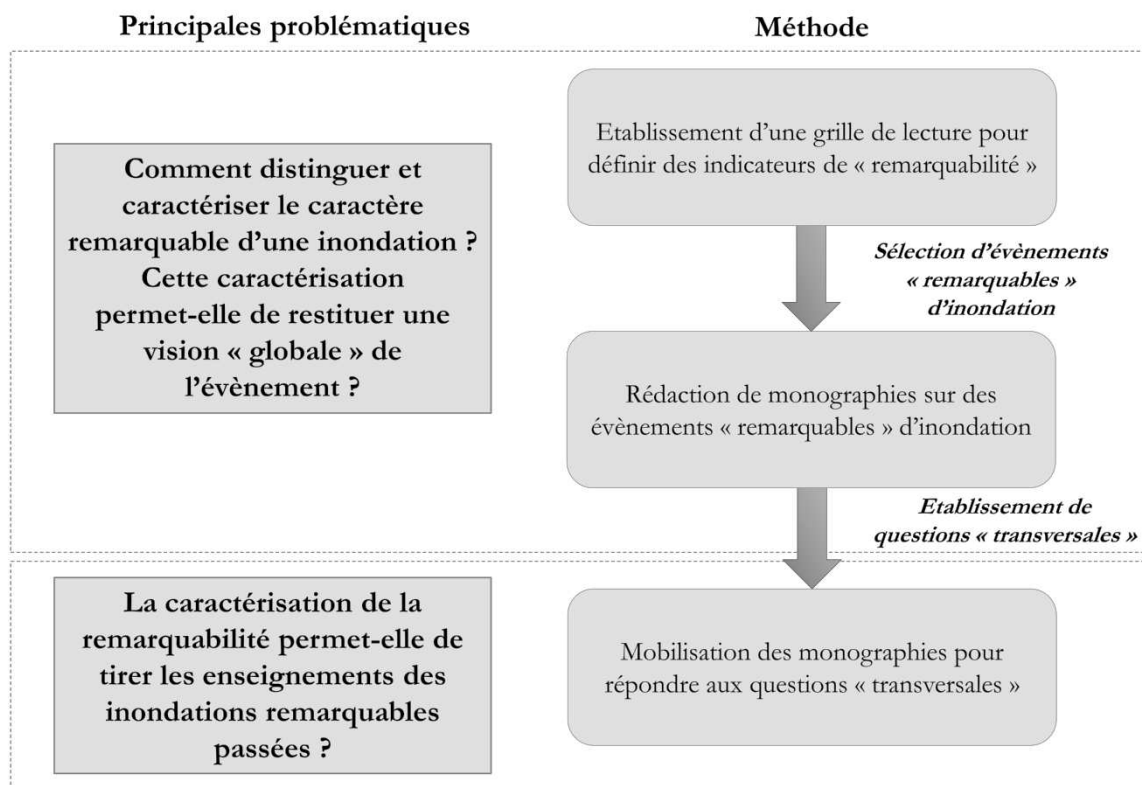 Principales problématiques
Méthode
Comment distinguer et
caractériser le caractère
remarquable d’une inondation ?
Cette caractérisation
permet-elle de restituer une
vision « globale » de
l’évènement ?
Etablissement d’une grille de lecture pour
définir des indicateurs de « remarquabilité »
Sélection d’évènements
« remarquables »
d’inondation
Rédaction de monographies sur des
évènements « remarquables » d’inondation
Etablissement de
questions « transversales »
La caractérisation de la
remarquabilité permet-elle de
tirer les enseignements des
inondations remarquables
passées ?
Mobilisation des monographies pour
répondre aux questions « transversales »